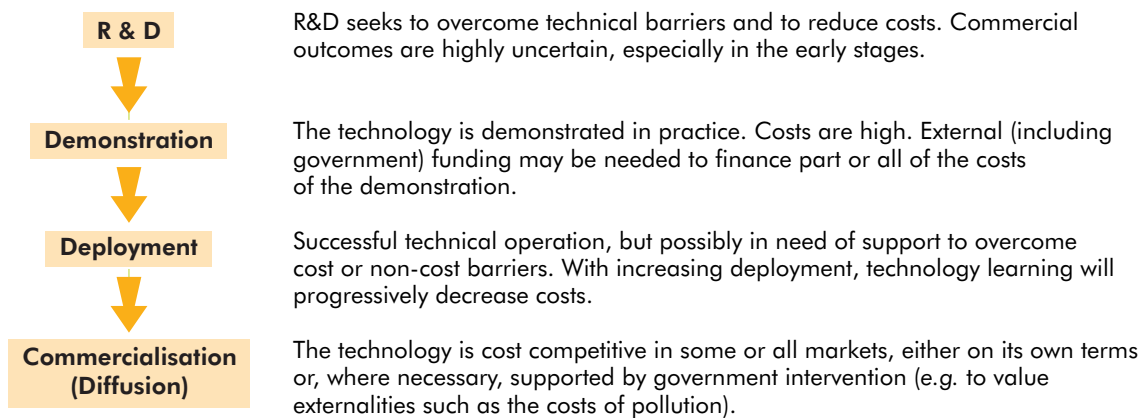 R & D
R&D seeks to overcome technical barriers and to reduce costs. Commercial
outcomes are highly uncertain, especially in the early stages.
Demonstration
The technology is demonstrated in practice. Costs are high. External (including
government) funding may be needed to finance part or all of the costs
of the demonstration.
Deployment
Successful technical operation, but possibly in need of support to overcome
cost or non-cost barriers. With increasing deployment, technology learning will
progressively decrease costs.
Commercialisation
(Diffusion)
The technology is cost competitive in some or all markets, either on its own terms
or, where necessary, supported by government intervention (e.g. to value
externalities such as the costs of pollution).